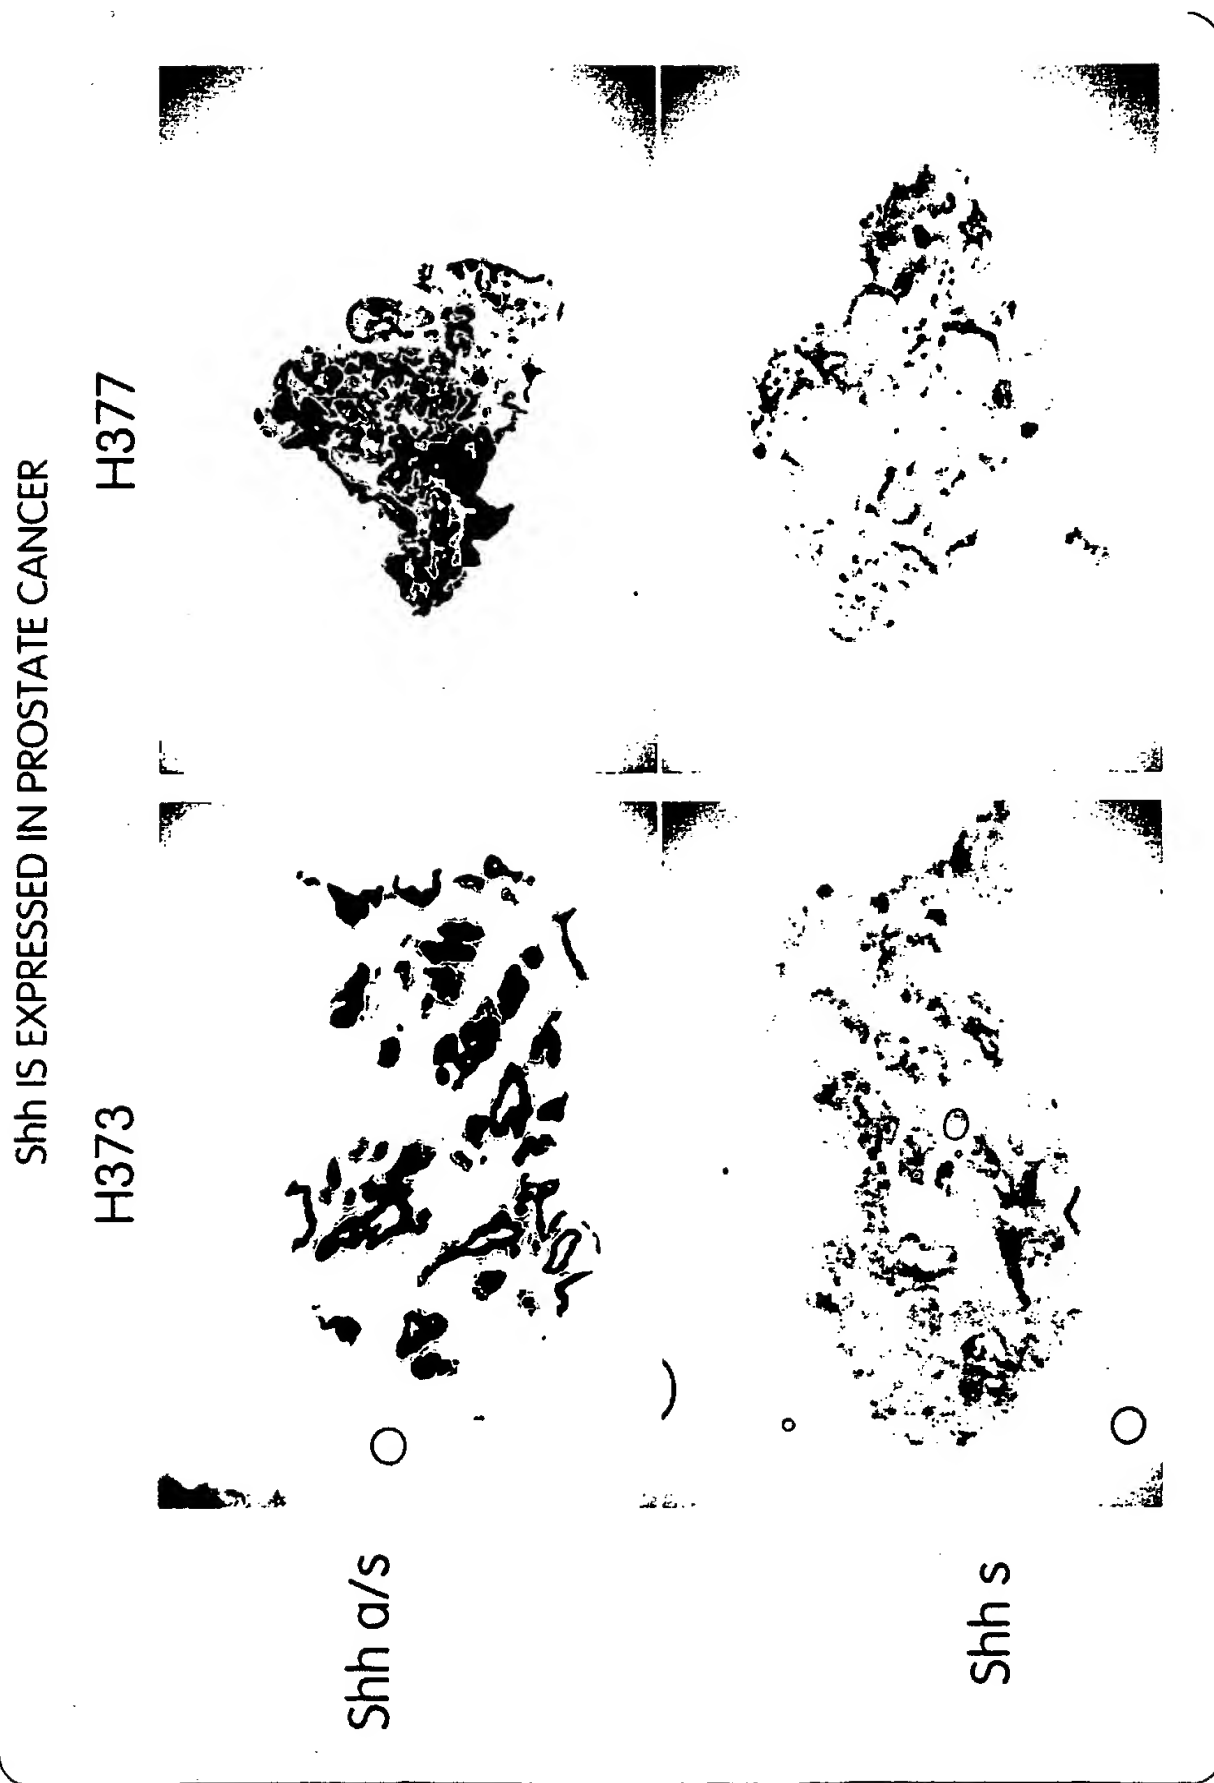 Shh IS EXPRESSED IN PROSTATE CANCER
H373
H377
Shh a/s
Shh s